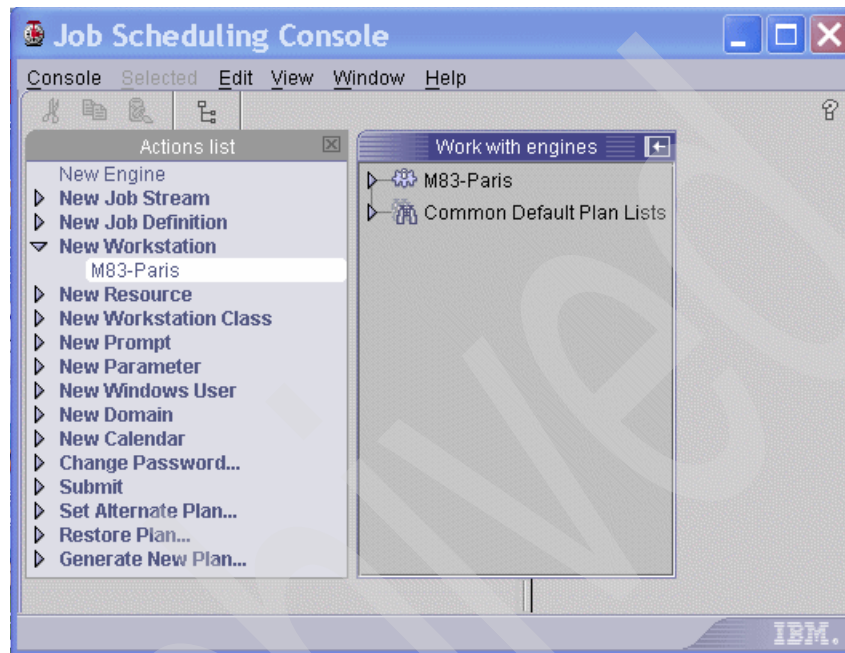 Job Scheduling Console
Console Selected Edit View Window Help
Actions list
New Engine
New Job Stream
New Job Definition
New Workstation
M83-Paris
New Resource
New Workstation Class
New Prompt
New Parameter
New Windows User
New Domain
New Calendar
Change Password...
Submit
Set Alternate Plan...
Restore Plan...
Generate New Plan...
Work with engines
M83-Paris
Common Default Plan Lists
IBM.